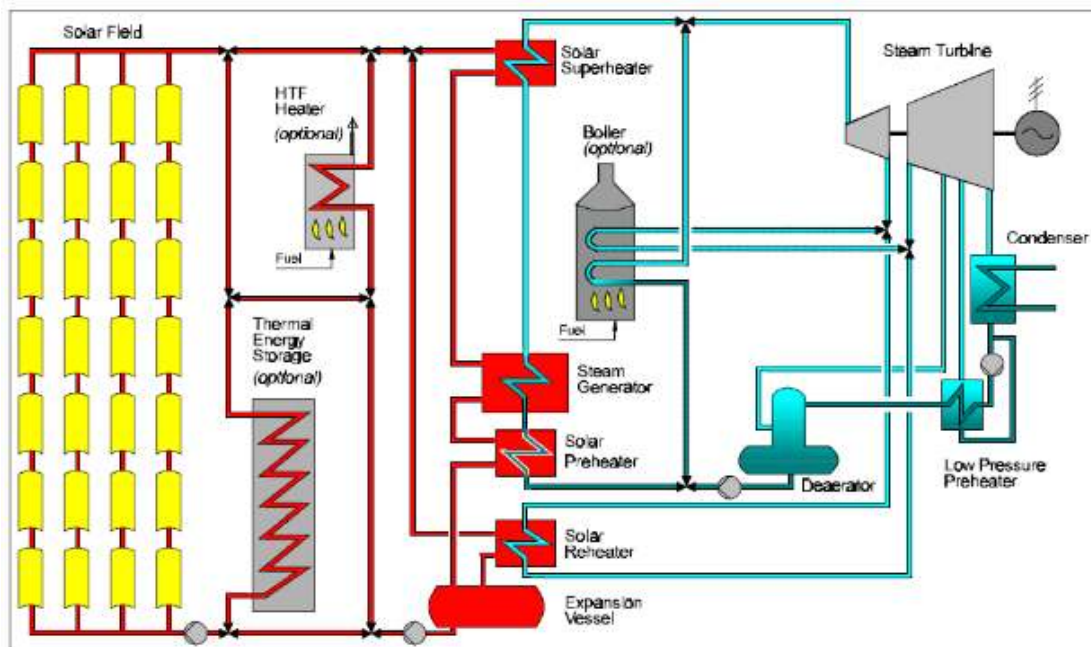 Solar Field
HTF
Heater
(optional)
Fuel
Thermal
Energy
Storage
(optional)
Solar
Superheater
Boiler
(optional)
Fuel
Steam Turbine
Condenser
Steam
Generator
Solar
Preheater
Deaerator
Low Pressure
Preheater
Solar
Reheater
Expansion
Vessel